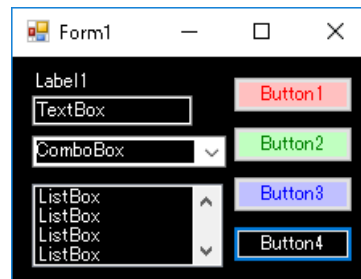 Form1
Label1
TextBox
ComboBox
ListBox
ListBox
ListBox
ListBox
Button1
Button2
Button3
Button4